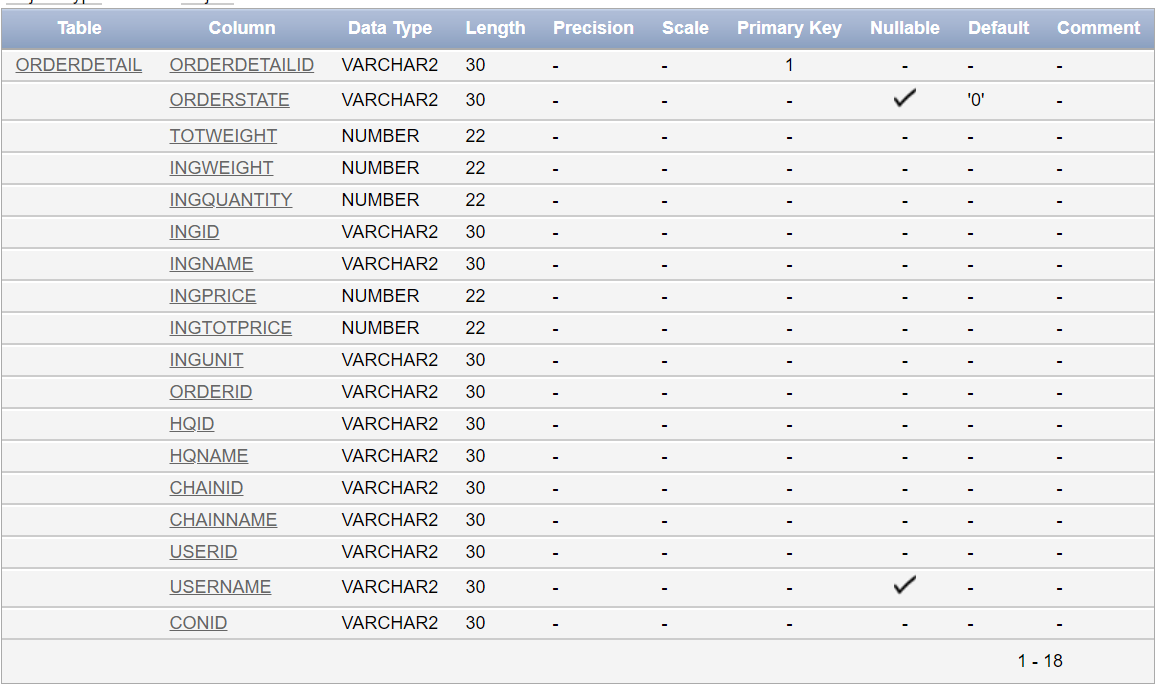 Table Column Data Type Length Precision Scale Primary Key Nullable Default Comment
ORDERDETAIL ORDERDETAILID VARCHAR2 30 - - 1 - - -
ORDERSTATE VARCHAR2 30 - - - ✓ '0' -
TOTWEIGHT NUMBER 22 - - - - - -
INGWEIGHT NUMBER 22 - - - - - -
INGQUANTITY NUMBER 22 - - - - - -
INGID VARCHAR2 30 - - - - - -
INGNAME VARCHAR2 30 - - - - - -
INGPRICE NUMBER 22 - - - - - -
INGTOTPRICE NUMBER 22 - - - - - -
INGUNIT VARCHAR2 30 - - - - - -
ORDERID VARCHAR2 30 - - - - - -
HQID VARCHAR2 30 - - - - - -
HQNAME VARCHAR2 30 - - - - - -
CHAINID VARCHAR2 30 - - - - - -
CHAINNAME VARCHAR2 30 - - - - - -
USERID VARCHAR2 30 - - - - - -
USERNAME VARCHAR2 30 - - - ✓ - -
CONID VARCHAR2 30 - - - - - -
1 - 18